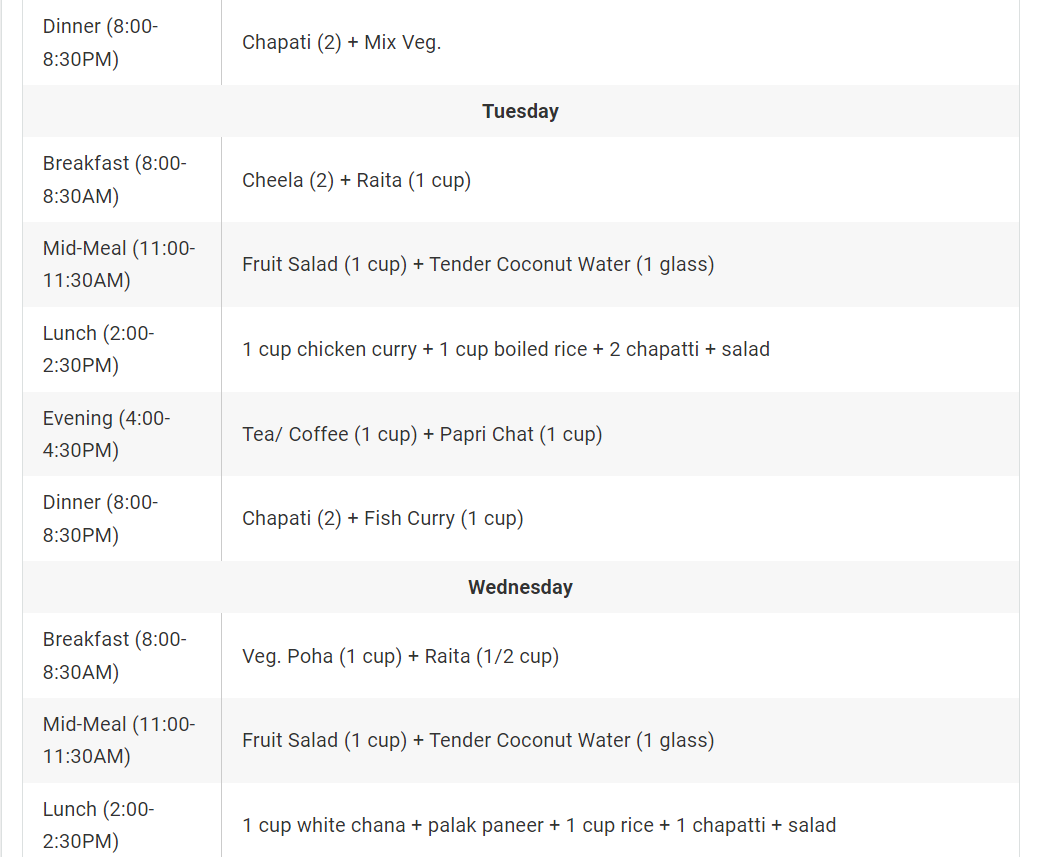 Dinner (8:00-
8:30PM)
Chapati (2) + Mix Veg.
Tuesday
Breakfast (8:00-
8:30AM)
Cheela (2) + Raita (1 cup)
Mid-Meal (11:00-
11:30AM)
Fruit Salad (1 cup) + Tender Coconut Water (1 glass)
Lunch (2:00-
2:30PM)
1 cup chicken curry + 1 cup boiled rice + 2 chapatti + salad
Evening (4:00-
4:30PM)
Tea/ Coffee (1 cup) + Papri Chat (1 cup)
Dinner (8:00-
8:30PM)
Chapati (2) + Fish Curry (1 cup)
Wednesday
Breakfast (8:00-
8:30AM)
Veg. Poha (1 cup) + Raita (1/2 cup)
Mid-Meal (11:00-
11:30AM)
Fruit Salad (1 cup) + Tender Coconut Water (1 glass)
Lunch (2:00-
2:30PM)
1 cup white chana + palak paneer + 1 cup rice + 1 chapatti + salad